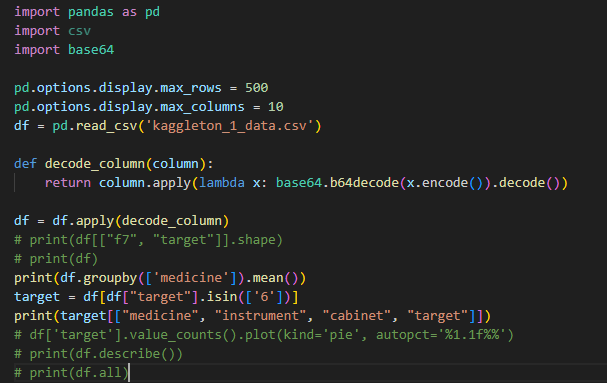 import pandas as pd
import csv
import base64
pd.options.display.max_rows = 500
pd.options.display.max_columns = 10
df = pd.read_csv('kaggleton_1_data.csv')
def decode_column(column):
    return column.apply(lambda x: base64.b64decode(x.encode()).decode())
df = df.apply(decode_column)
# print(df[["f7", "target"]].shape)
# print(df)
print(df.groupby(['medicine']).mean())
target = df[df["target"].isin(['6'])]
print(target[["medicine", "instrument", "cabinet", "target"]])
# df['target'].value_counts().plot(kind='pie', autopct='%1.1f%%')
# print(df.describe())
# print(df.all)